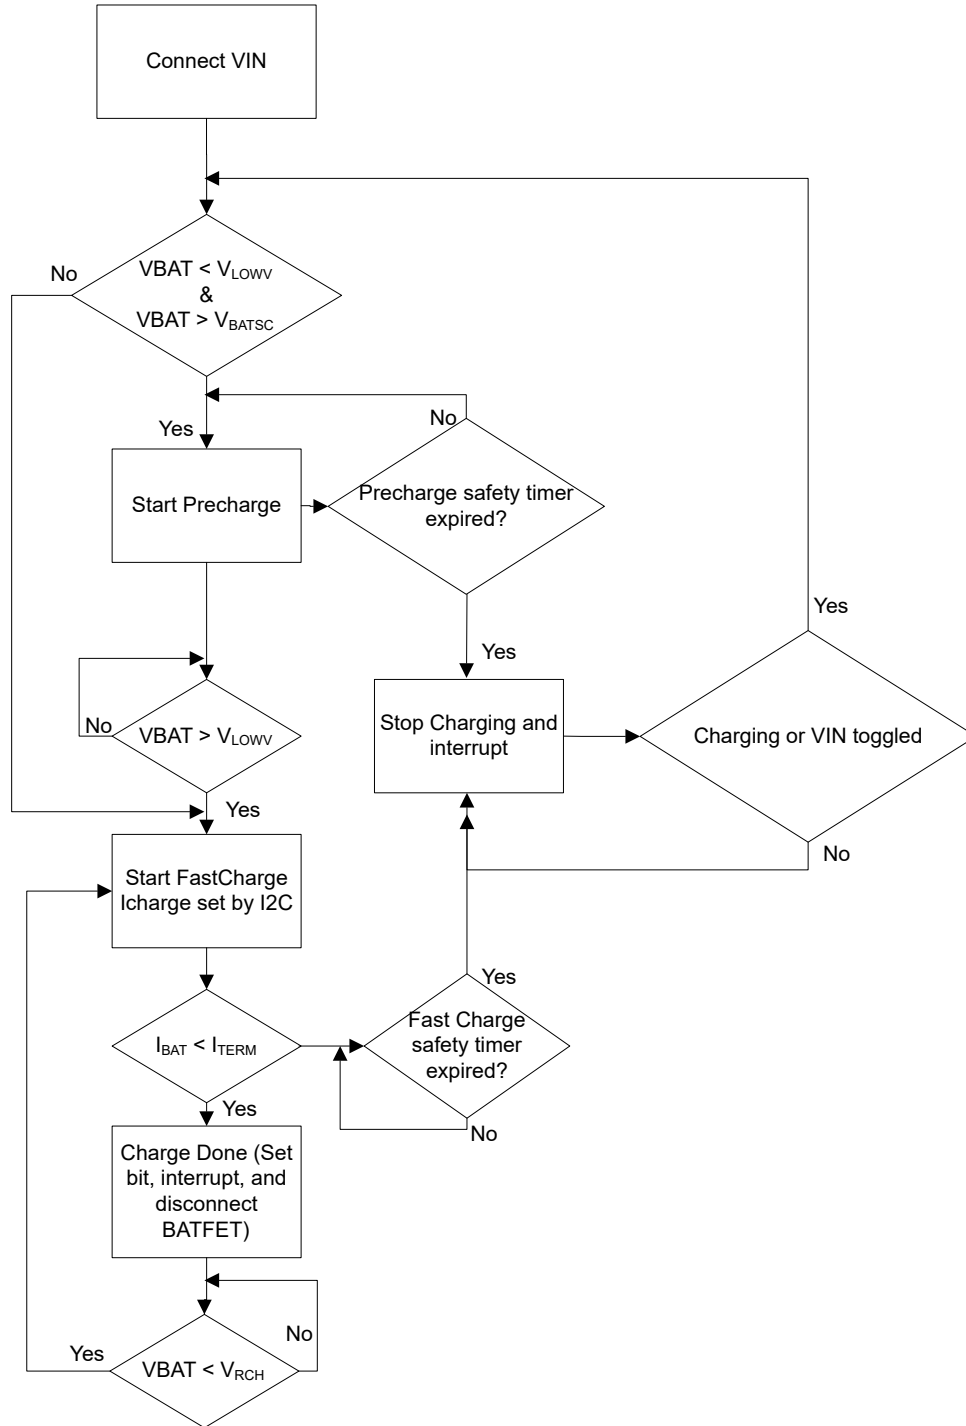 Connect VIN
No
VBAT < VLOWV
&
VBAT > VBATSC
Yes
No
Start Precharge
Precharge safety timer
expired?
Yes
Yes
No
VBAT > VLOWV
Stop Charging and
interrupt
Charging or VIN toggled
Yes
No
Start FastCharge
Icharge set by I2C
Yes
IBAT < ITERM
Fast Charge
safety timer
expired?
Yes
No
Charge Done (Set
bit, interrupt, and
disconnect
BATFET)
No
Yes
VBAT < VRCH